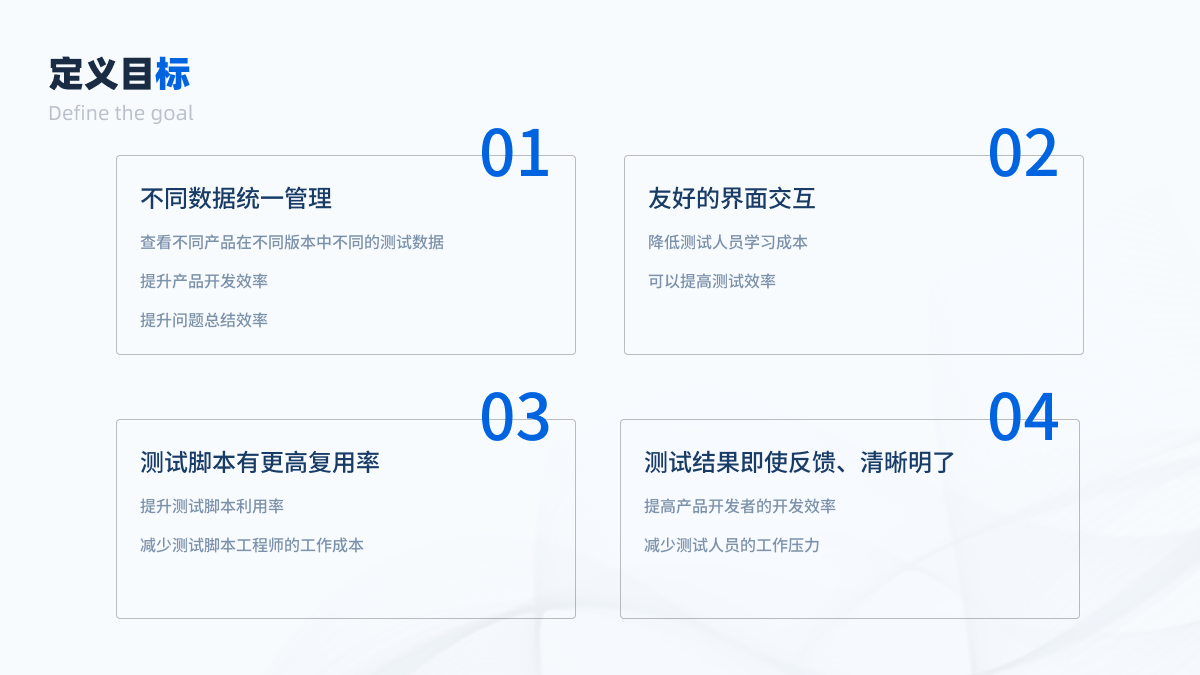 定义目标
Define the goal
01
不同数据统一管理
查看不同产品在不同版本中不同的测试数据
提升产品开发效率
提升问题总结效率
02
友好的界面交互
降低测试人员学习成本
可以提高测试效率
03
测试脚本有更高复用率
提升测试脚本利用率
减少测试脚本工程师的工作成本
04
测试结果即使反馈、清晰明了
提高产品开发者的开发效率
减少测试人员的工作压力